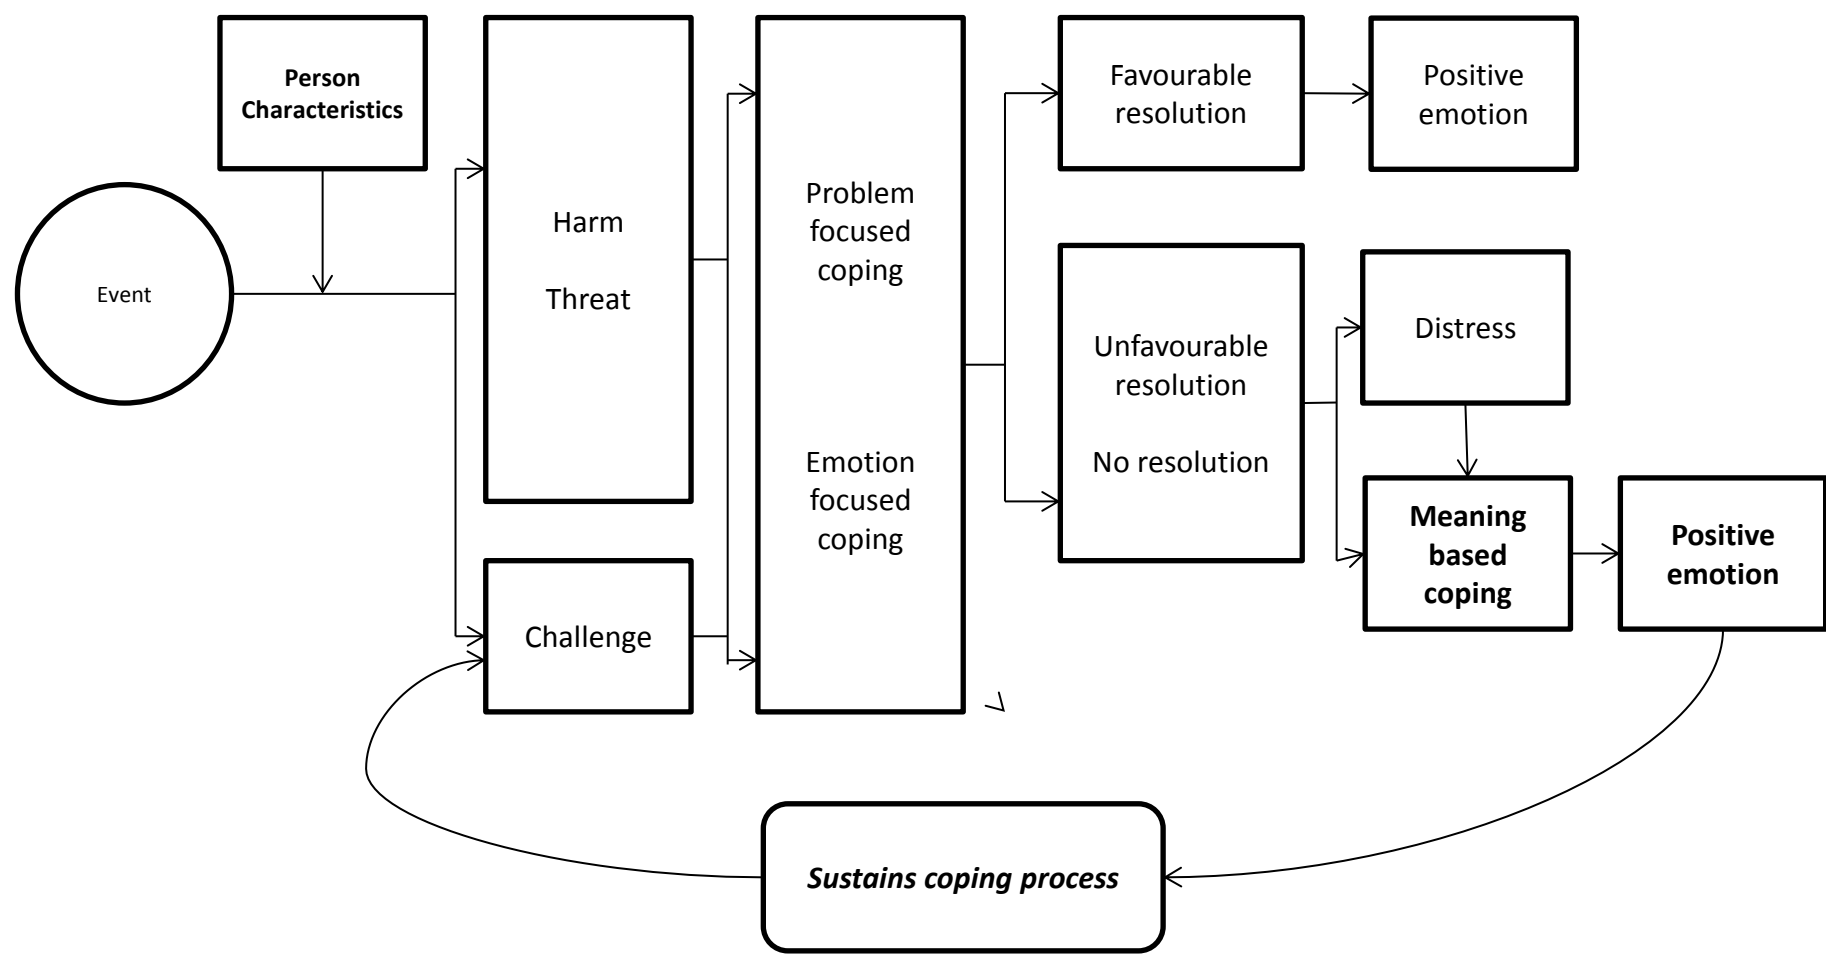 Person
Characteristics
Event
Harm
Threat
Challenge
Problem
focused
coping
Emotion
focused
coping
Favourable
resolution
Positive
emotion
Unfavourable
resolution
No resolution
Distress
Meaning
based
coping
Positive
emotion
Sustains coping process